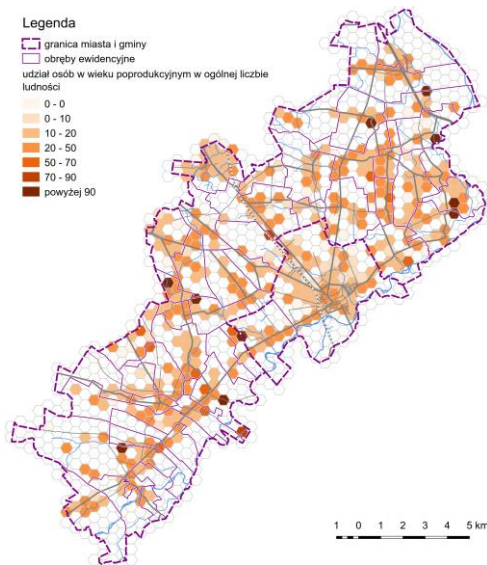 Legenda
granica miasta i gminy
obręby ewidencyjne
udział osób w wieku poprodukcyjnym w ogólnej liczbie
ludności
0 - 0
0 - 10
10 - 20
20 - 50
50 - 70
70 - 90
powyżej 90
1 0 1 2 3 4 5 km